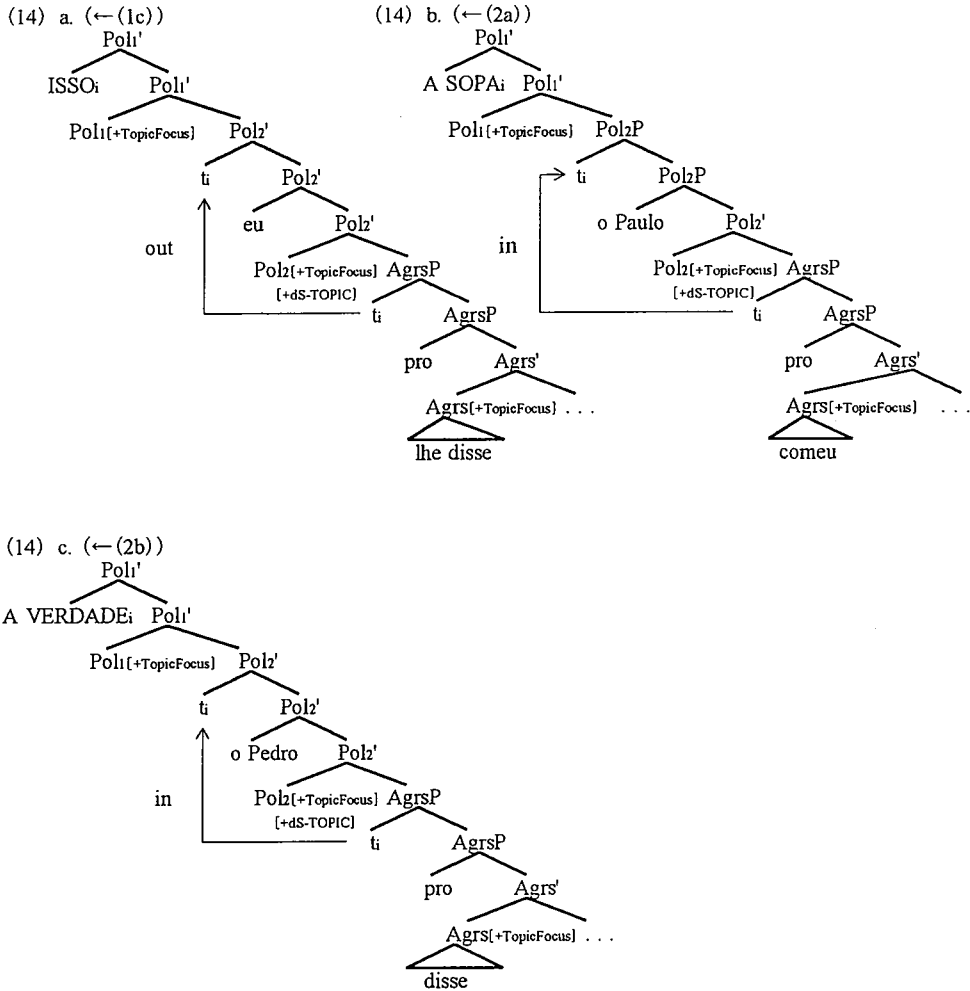 (14) a. (←(1c))
Pol₁'
ISSOi Pol₁'
Pol₁[+TopicFocus] Pol₂'
ti Pol₂'
eu Pol₂'
out
Pol₂[+TopicFocus] AgrsP
[+dS-TOPIC]
ti AgrsP
pro Agrs'
Agrs[+TopicFocus] . . .
lhe disse
(14) b. (←(2a))
Pol₁'
A SOPAi Pol₁'
Pol₁[+TopicFocus] Pol₂P
ti Pol₂P
o Paulo Pol₂'
in
Pol₂[+TopicFocus] AgrsP
[+dS-TOPIC]
ti AgrsP
pro Agrs'
Agrs[+TopicFocus] . . .
comeu
(14) c. (←(2b))
Pol₁'
A VERDADEi Pol₁'
Pol₁[+TopicFocus] Pol₂'
ti Pol₂'
o Pedro Pol₂'
in
Pol₂[+TopicFocus] AgrsP
[+dS-TOPIC]
ti AgrsP
pro Agrs'
Agrs[+TopicFocus] . . .
disse